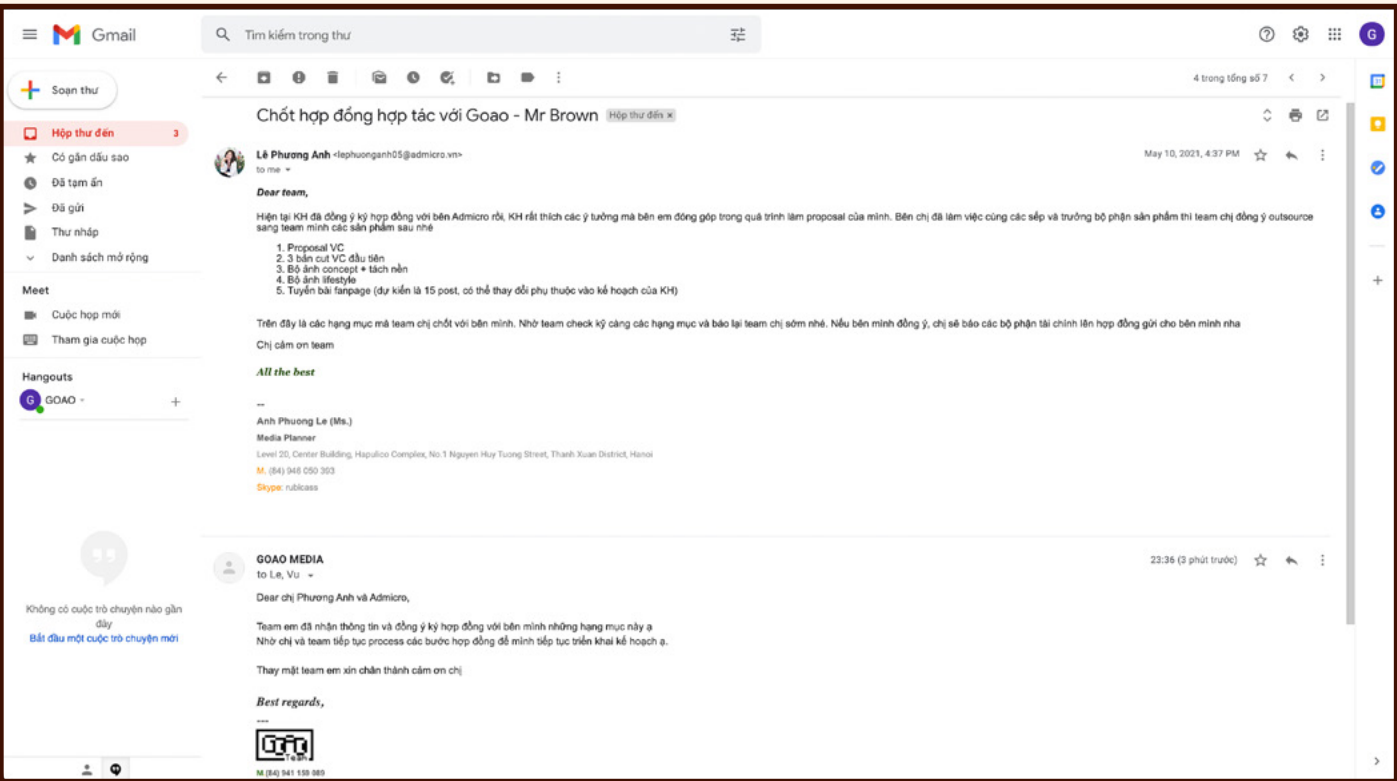 Gmail
Tìm kiếm trong thư
G
Soạn thư
4 trong tổng số 7
Hộp thư đến 3
Có gắn dấu sao
Đã tạm ẩn
Đã gửi
Thư nháp
Danh sách mở rộng
Meet
Cuộc họp mới
Tham gia cuộc họp
Hangouts
G GOAO
Không có cuộc trò chuyện nào gần
đây
Bắt đầu một cuộc trò chuyện mới
Chốt hợp đồng hợp tác với Goao - Mr Brown Hộp thư đến x
Lê Phương Anh <lephuonganh05@admicro.vn>
May 10, 2021, 4:37 PM
to me
Dear team,
Hiện tại KH đã đồng ý ký hợp đồng với bên Admicro rồi, KH rất thích các ý tưởng mà bên em đóng góp trong quá trình làm proposal của mình. Bên chị đã làm việc cùng các sếp và trưởng bộ phận sản phẩm thì team chị đồng ý outsource
sang team mình các sản phẩm sau nhé
1. Proposal VC
2. 3 bản cut VC đầu tiên
3. Bộ ảnh concept + tách nền
4. Bộ ảnh lifestyle
5. Tuyến bài fanpage (dự kiến là 15 post, có thể thay đổi phụ thuộc vào kế hoạch của KH)
Trên đây là các hạng mục mà team chị chốt với bên mình. Nhờ team check kỹ càng các hạng mục và báo lại team chị sớm nhé. Nếu bên mình đồng ý, chị sẽ báo các bộ phận tài chính lên hợp đồng gửi cho bên mình nha
Chị cảm ơn team
All the best
--
Anh Phuong Le (Ms.)
Media Planner
Level 20, Center Building, Hapulico Complex, No.1 Nguyen Huy Tuong Street, Thanh Xuan District, Hanoi
M. (84) 946 050 393
Skype: rubicass
GOAO MEDIA
23:36 (3 phút trước)
to Le, Vu
Dear chị Phương Anh và Admicro,
Team em đã nhận thông tin và đồng ý ký hợp đồng với bên mình những hạng mục này ạ
Nhờ chị và team tiếp tục process các bước hợp đồng để mình tiếp tục triển khai kế hoạch ạ.
Thay mặt team em xin chân thành cảm ơn chị
Best regards,
---
Goao
Team
M.(84) 941 158 089